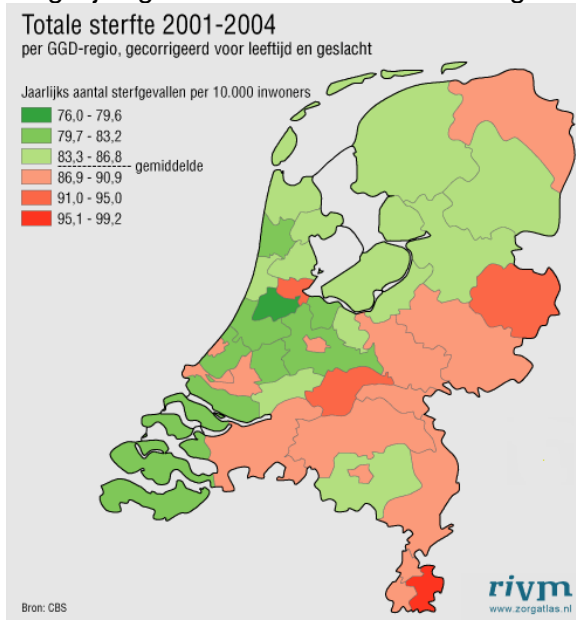 Totale sterfte 2001-2004
per GGD-regio, gecorrigeerd voor leeftijd en geslacht
Jaarlijks aantal sterfgevallen per 10.000 inwoners
76,0 - 79,6
79,7 - 83,2
83,3 - 86,8
gemiddelde
86,9 - 90,9
91,0 - 95,0
95,1 - 99,2
Bron: CBS
rivm
www.zorgatlas.nl